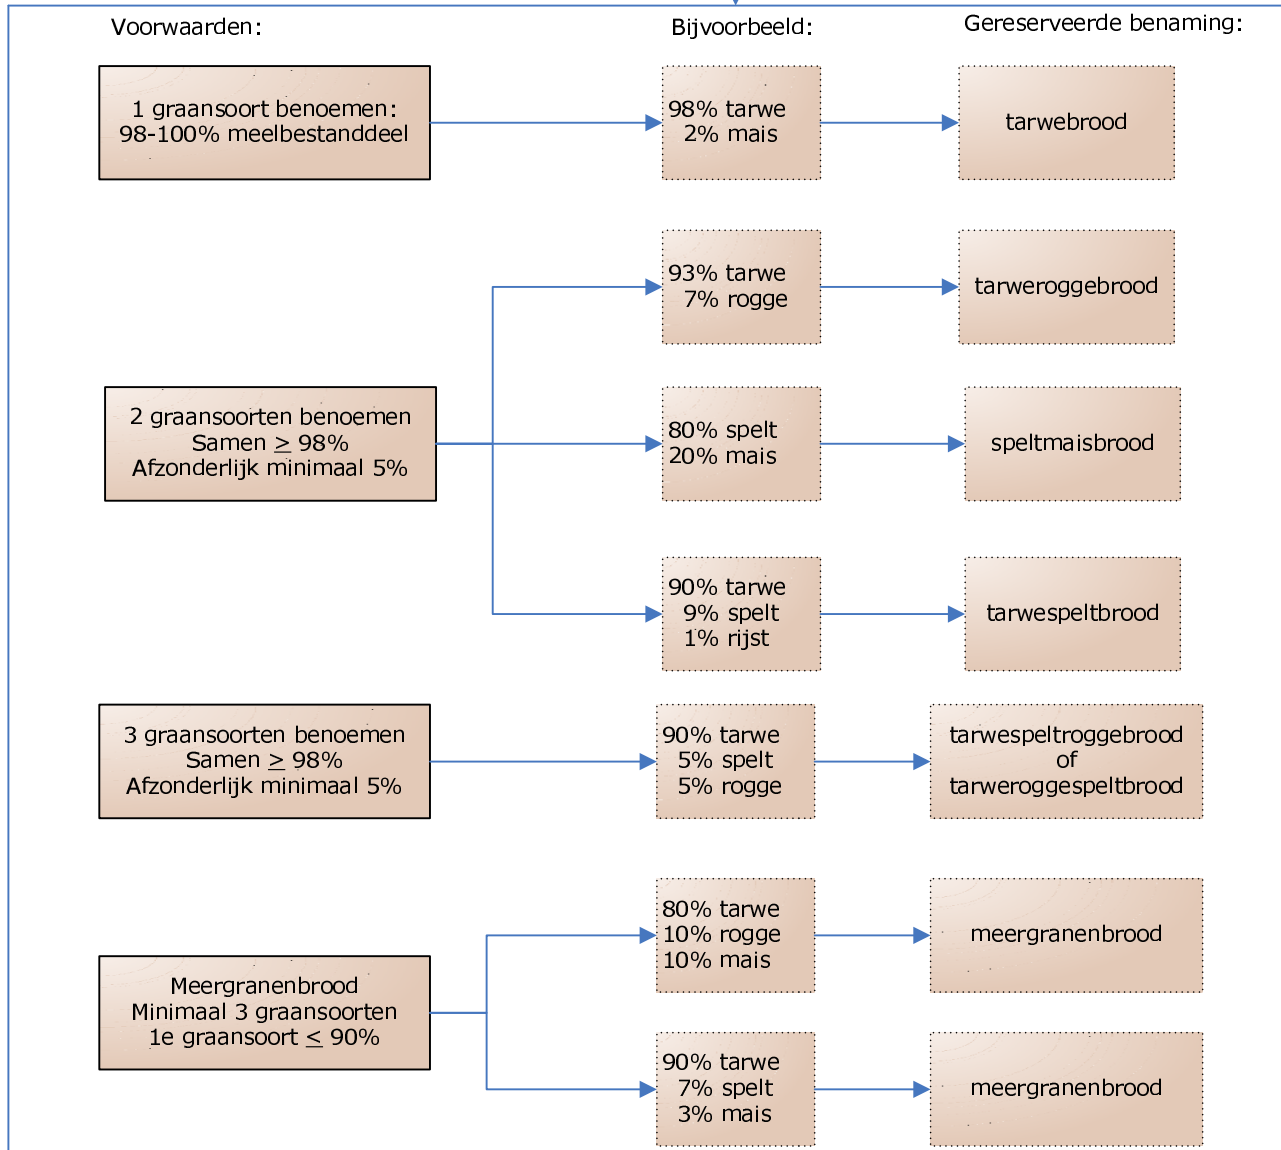 Voorwaarden:
Bijvoorbeeld:
Gereserveerde benaming:
1 graansoort benoemen:
98-100% meelbestanddeel
98% tarwe
2% mais
tarwebrood
2 graansoorten benoemen
Samen ≥ 98%
Afzonderlijk minimaal 5%
93% tarwe
7% rogge
tarweroggebrood
80% spelt
20% mais
speltmaisbrood
90% tarwe
9% spelt
1% rijst
tarwespeltbrood
3 graansoorten benoemen
Samen ≥ 98%
Afzonderlijk minimaal 5%
90% tarwe
5% spelt
5% rogge
tarwespeltroggebrood
of
tarweroggespeltbrood
Meergranenbrood
Minimaal 3 graansoorten
1e graansoort ≤ 90%
80% tarwe
10% rogge
10% mais
meergranenbrood
90% tarwe
7% spelt
3% mais
meergranenbrood